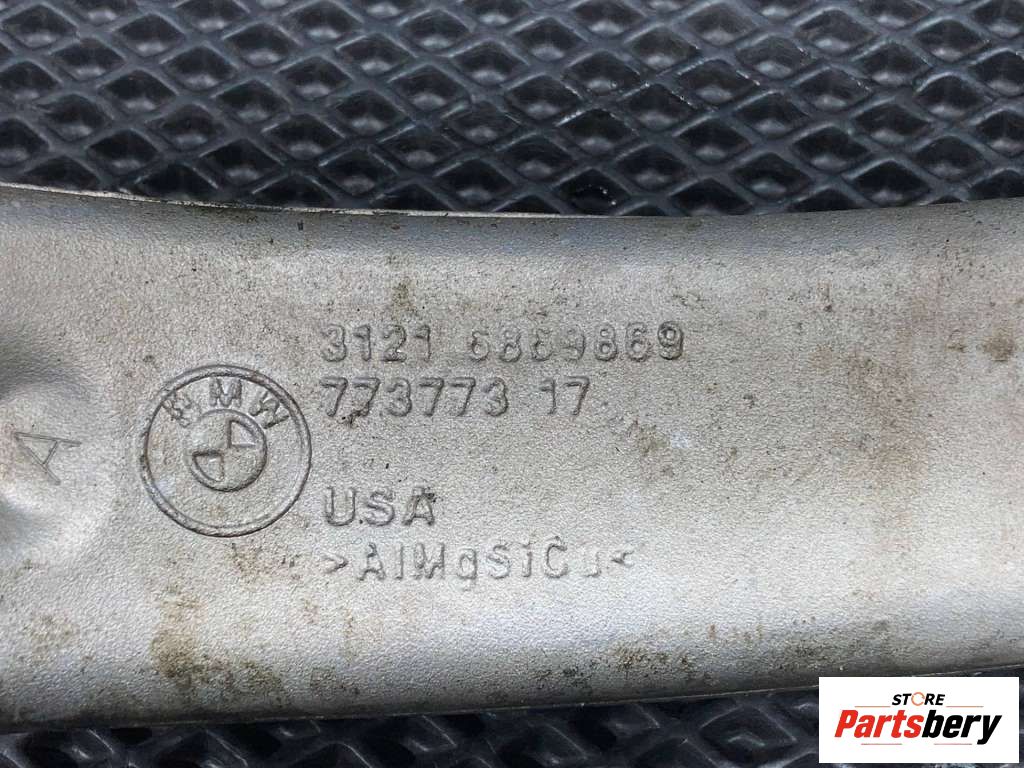 3121 6869869
773773 17
BMW
A
USA
>AlMgSiCu<
STORE
Partsbery